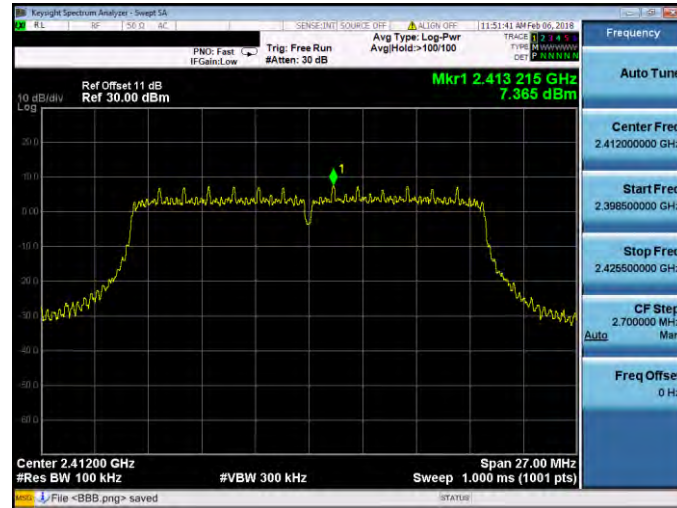 Keysight Spectrum Analyzer - Swept SA
RL RF 50 Ω AC SENSE:INT SOURCE OFF ALIGN OFF 11:51:41 AM Feb 06, 2018
Frequency
PNO: Fast
IFGain:Low
Trig: Free Run
#Atten: 30 dB
Avg Type: Log-Pwr
Avg|Hold:>100/100
TRACE 1 2 3 4 5 6
TYPE M WWWWW
DET P N N N N N
Auto Tune
Ref Offset 11 dB
Mkr1 2.413 215 GHz
10 dB/div Ref 30.00 dBm
7.365 dBm
Log
1
20.0
10.0
0.00
-10.0
-20.0
-30.0
-40.0
-50.0
-60.0
Center Freq
2.412000000 GHz
Start Freq
2.398500000 GHz
Stop Freq
2.425500000 GHz
CF Step
2.700000 MHz
Auto Man
Freq Offset
0 Hz
Center 2.41200 GHz
Span 27.00 MHz
#Res BW 100 kHz
#VBW 300 kHz
Sweep 1.000 ms (1001 pts)
MSG File <BBB.png> saved
STATUS